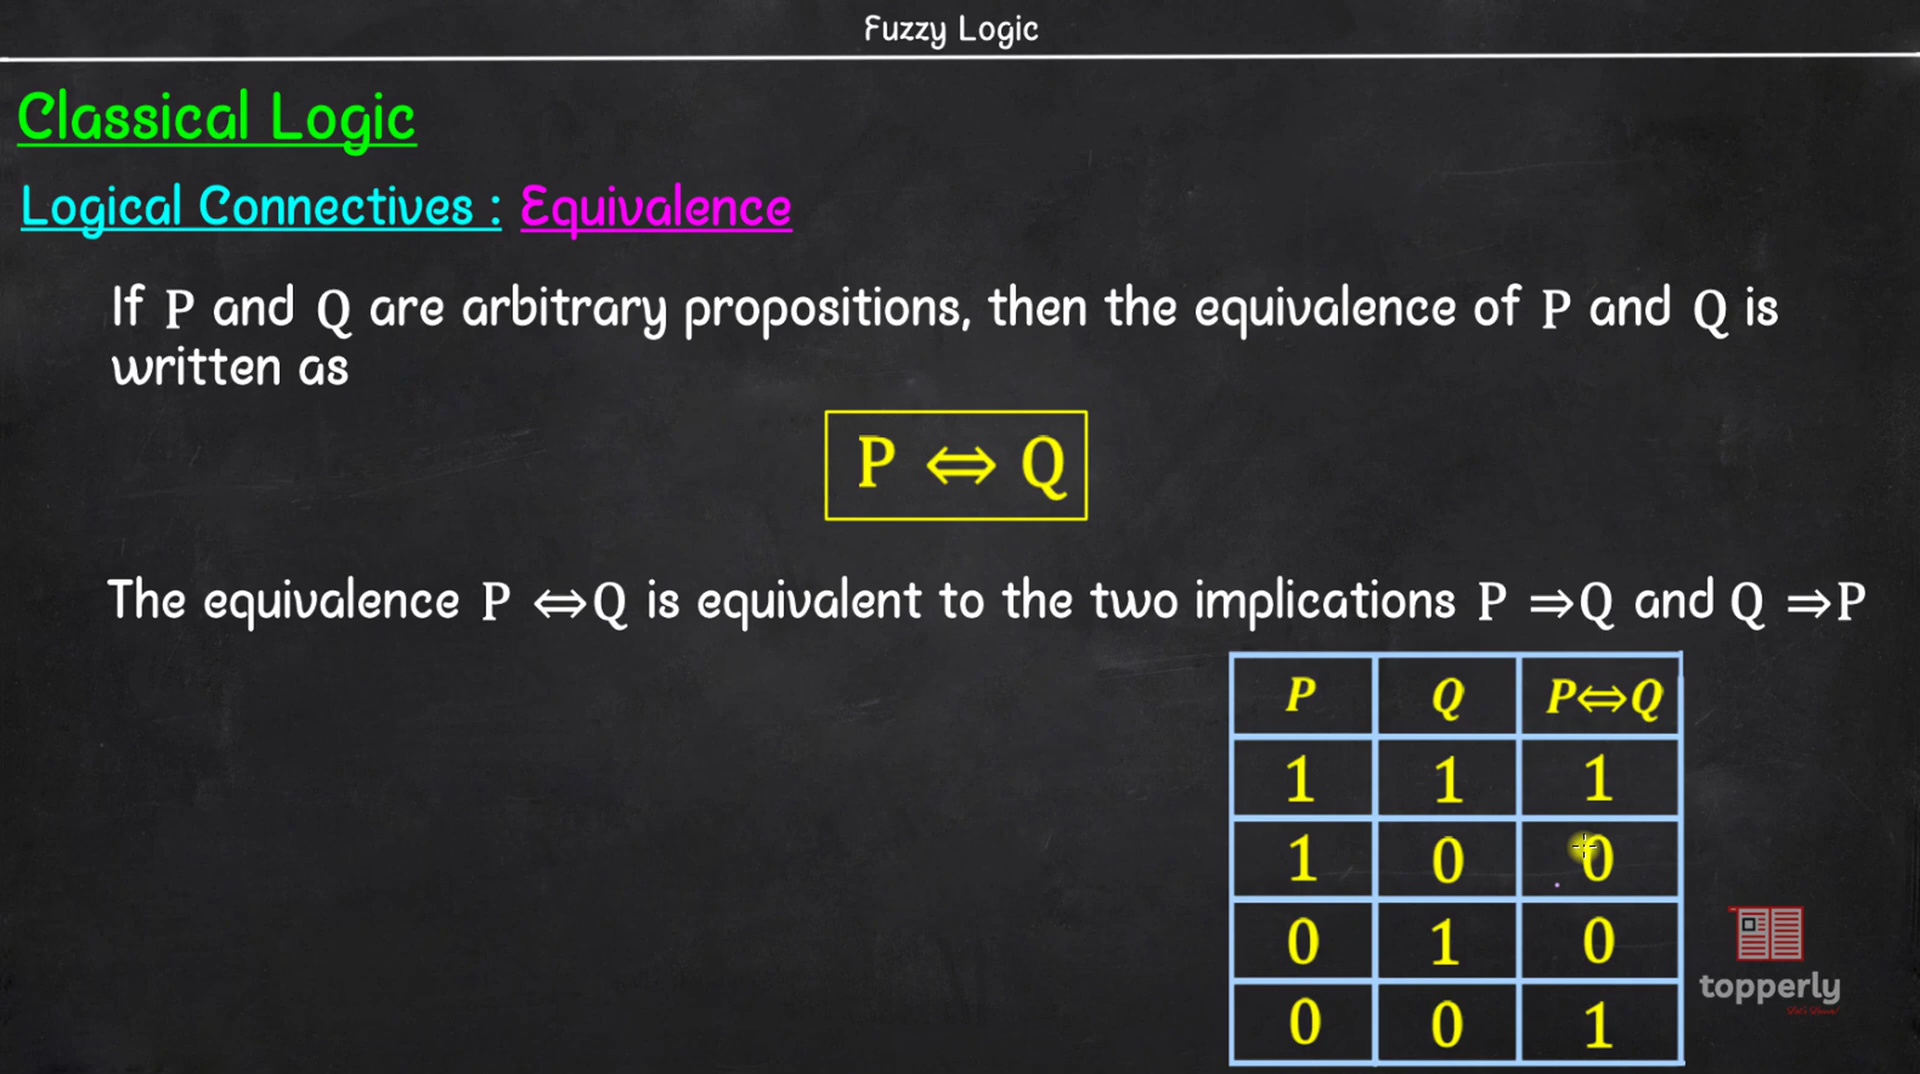 Fuzzy Logic
Classical Logic
Logical Connectives : Equivalence
If P and Q are arbitrary propositions, then the equivalence of P and Q is
written as
P ⇔ Q
The equivalence P ⇔Q is equivalent to the two implications P ⇒Q and Q ⇒P
P Q P⇔Q
1 1 1
1 0 0
0 1 0
0 0 1
topperly
Let's Learn!